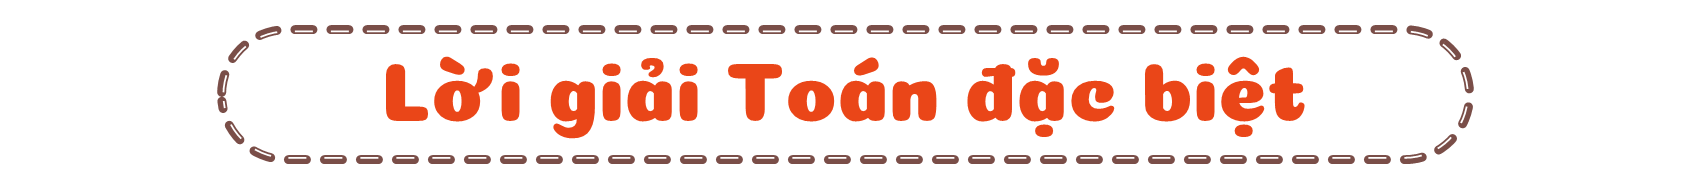 Lời giải Toán đặc biệt